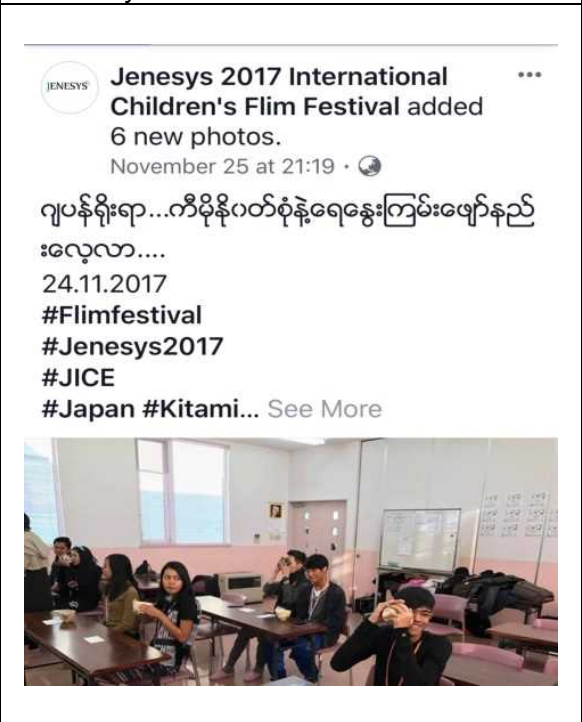 JENESYS
Jenesys 2017 International
Children's Flim Festival added
6 new photos.
November 25 at 21:19
ဂျပန်ရိုးရာ...ကီမိုနို၀တ်စုံနဲ့ရေနွေးကြမ်းဖျော်နည်
းလေ့လာ....
24.11.2017
#Flimfestival
#Jenesys2017
#JICE
#Japan #Kitami... See More